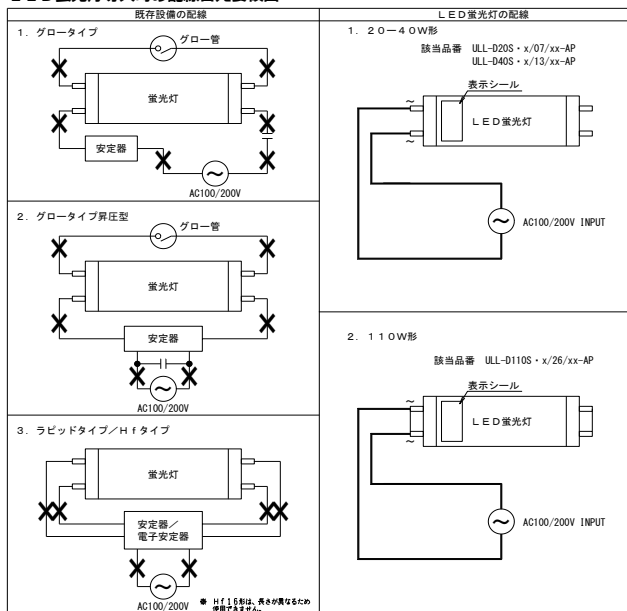 既存設備の配線
1. グロータイプ
グロー管
蛍光灯
安定器
AC100/200V
2. グロータイプ昇圧型
グロー管
蛍光灯
安定器
AC100/200V
3. ラピッドタイプ/Hfタイプ
蛍光灯
安定器/
電子安定器
AC100/200V
※ Hf16形は、長さが異なるため
使用できません。
LED蛍光灯の配線
1. 20ー40W形
該当品番 ULL-D20S・x/07/xx-AP
ULL-D40S・x/13/xx-AP
表示シール
~
LED蛍光灯
~
AC100/200V INPUT
2. 110W形
該当品番 ULL-D110S・x/26/xx-AP
表示シール
~
LED蛍光灯
~
AC100/200V INPUT